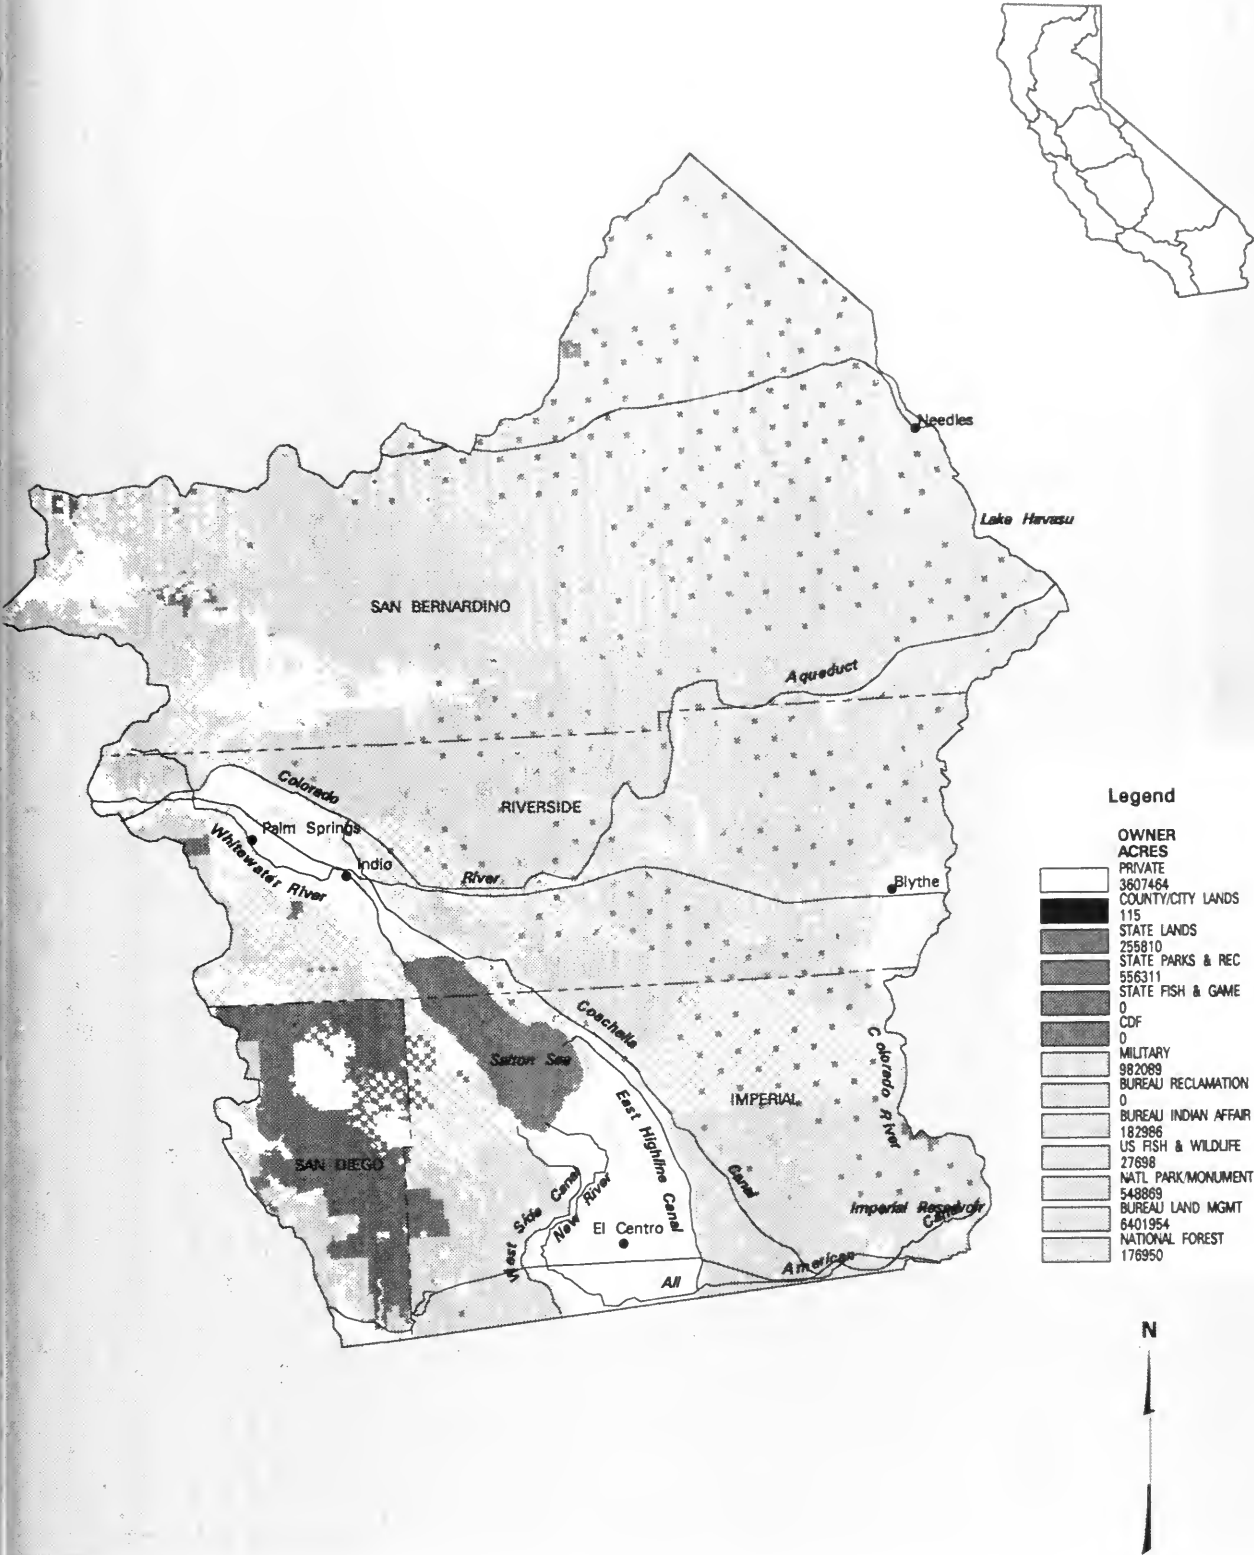 Needles
Lake Havasu
SAN BERNARDINO
Aqueduct
Colorado
RIVERSIDE
Palm Springs
Whitewater River
Indio
River
Blythe
Coachella
Salton Sea
Colorado River
IMPERIAL
East Highline Canal
SAN DIEGO
Canal
West Side Canal
New River
Imperial Reservoir
Canal
El Centro
American
All
Legend
OWNER
ACRES
PRIVATE
3607464
COUNTY/CITY LANDS
115
STATE LANDS
255810
STATE PARKS & REC
556311
STATE FISH & GAME
0
CDF
0
MILITARY
982089
BUREAU RECLAMATION
0
BUREAU INDIAN AFFAIR
182986
US FISH & WILDLIFE
27698
NATL PARK/MONUMENT
548869
BUREAU LAND MGMT
6401954
NATIONAL FOREST
176950
N